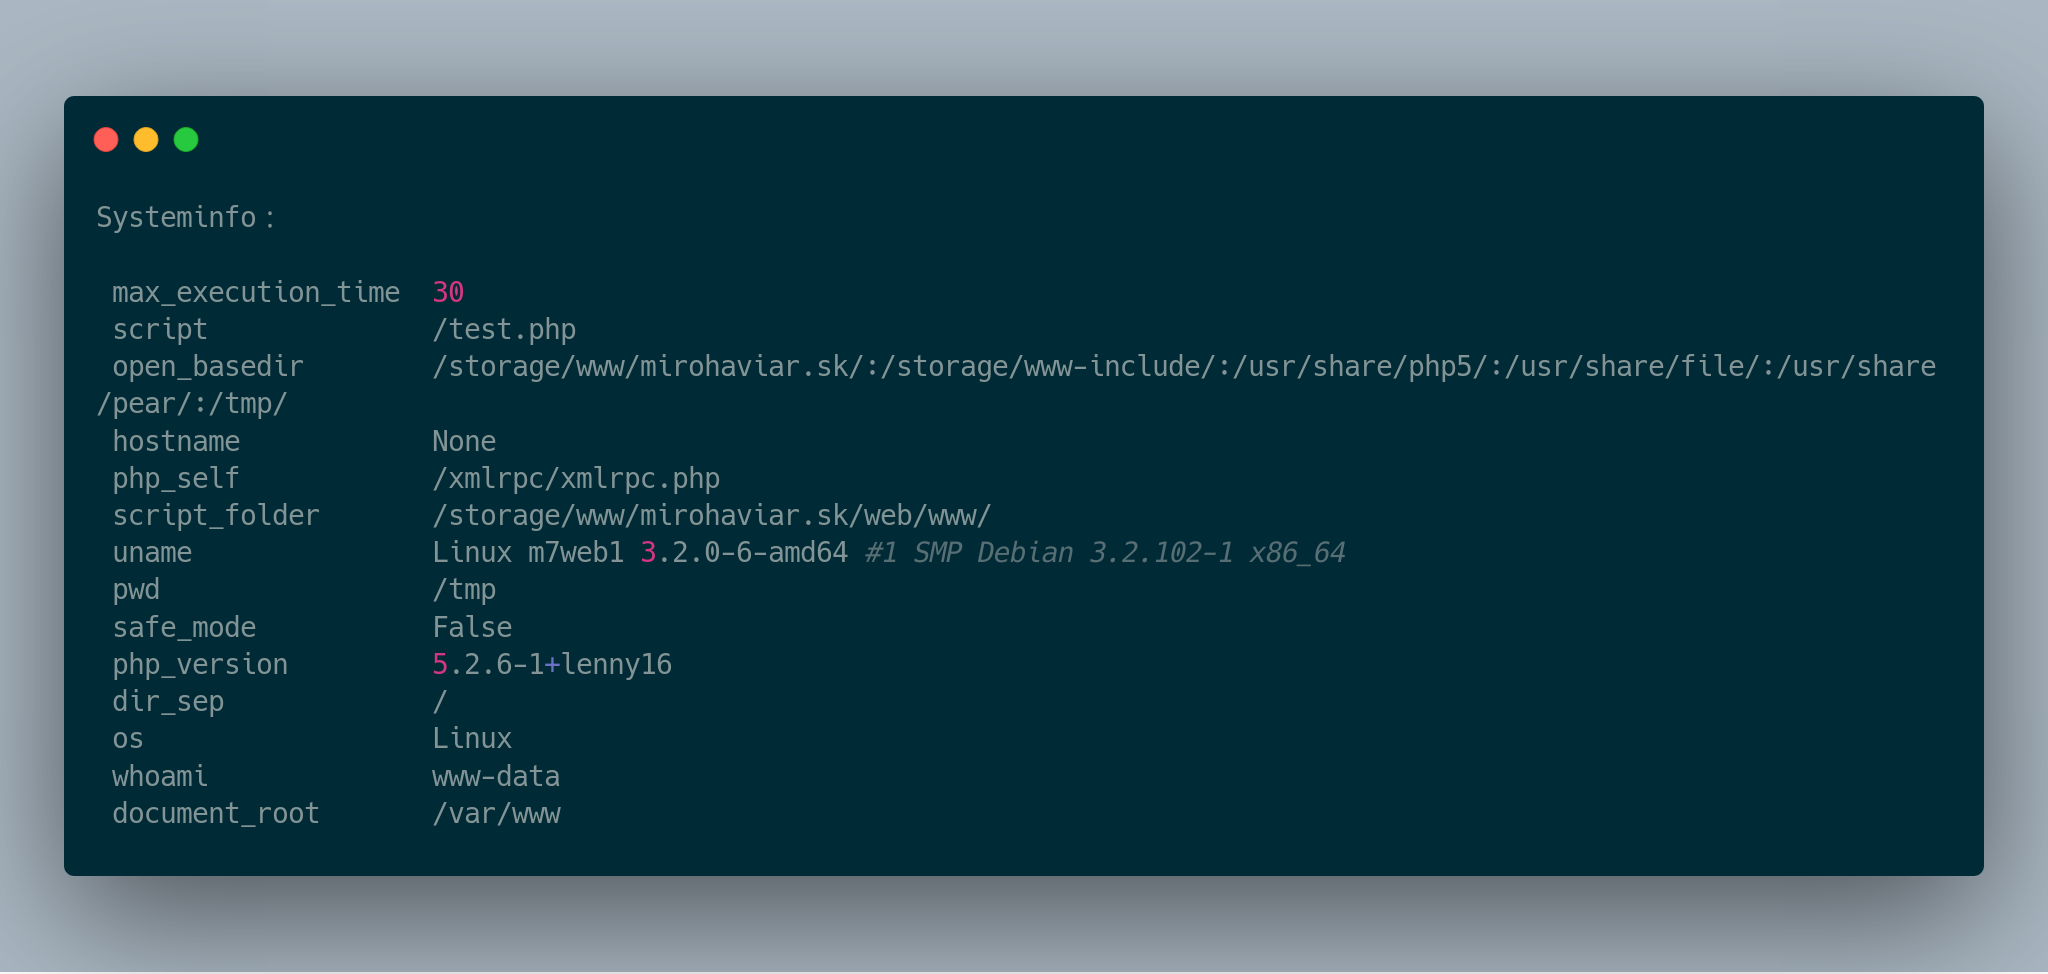 Systeminfo:
max_execution_time  30
script              /test.php
open_basedir        /storage/www/mirohaviar.sk/:/storage/www-include/:/usr/share/php5/:/usr/share/file/:/usr/share
/pear/:/tmp/
hostname            None
php_self            /xmlrpc/xmlrpc.php
script_folder       /storage/www/mirohaviar.sk/web/www/
uname               Linux m7web1 3.2.0-6-amd64 #1 SMP Debian 3.2.102-1 x86_64
pwd                 /tmp
safe_mode           False
php_version         5.2.6-1+lenny16
dir_sep             /
os                  Linux
whoami              www-data
document_root       /var/www